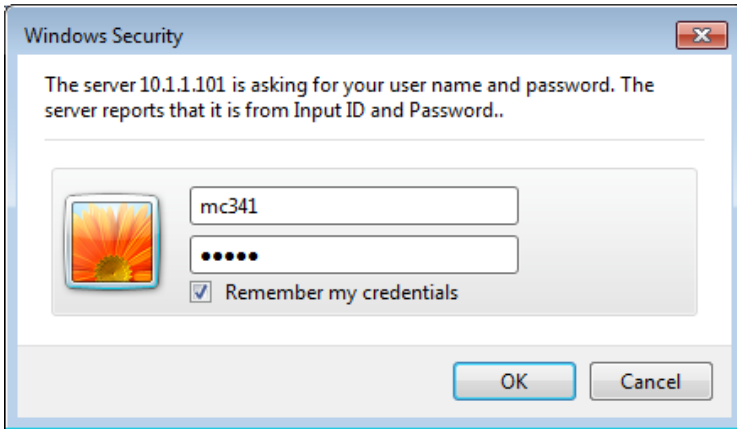 Windows Security
The server 10.1.1.101 is asking for your user name and password. The
server reports that it is from Input ID and Password..
mc341
●●●●●
Remember my credentials
OK
Cancel